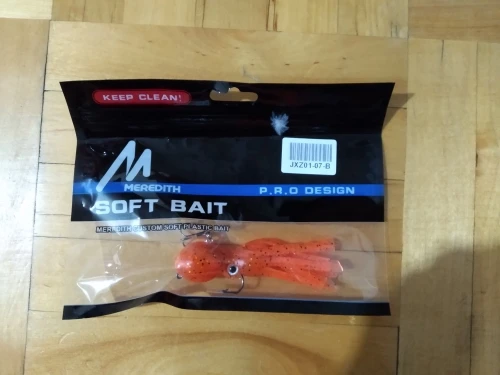 KEEP CLEAN!
JXZ01-07-B
MEREDITH
P.R.O DESIGN
SOFT BAIT
MEREDITH CUSTOM SOFT PLASTIC BAIT